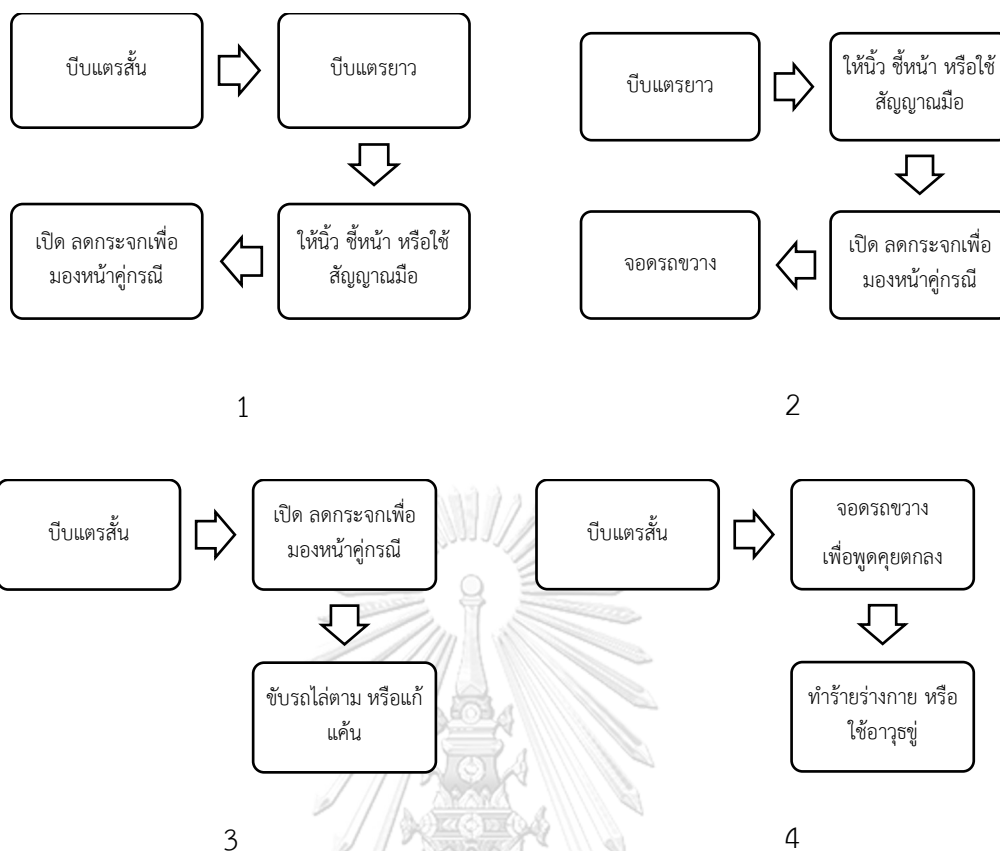 บีบแตรสั้น
บีบแตรยาว
ให้นิ้ว ชี้หน้า หรือใช้
สัญญาณมือ
เปิด ลดกระจกเพื่อ
มองหน้าคู่กรณี
1
บีบแตรยาว
ให้นิ้ว ชี้หน้า หรือใช้
สัญญาณมือ
เปิด ลดกระจกเพื่อ
มองหน้าคู่กรณี
จอดรถขวาง
2
บีบแตรสั้น
เปิด ลดกระจกเพื่อ
มองหน้าคู่กรณี
ขับรถไล่ตาม หรือแก้
แค้น
3
บีบแตรสั้น
จอดรถขวาง
เพื่อพูดคุยตกลง
ทำร้ายร่างกาย หรือ
ใช้อาวุธขู่
4